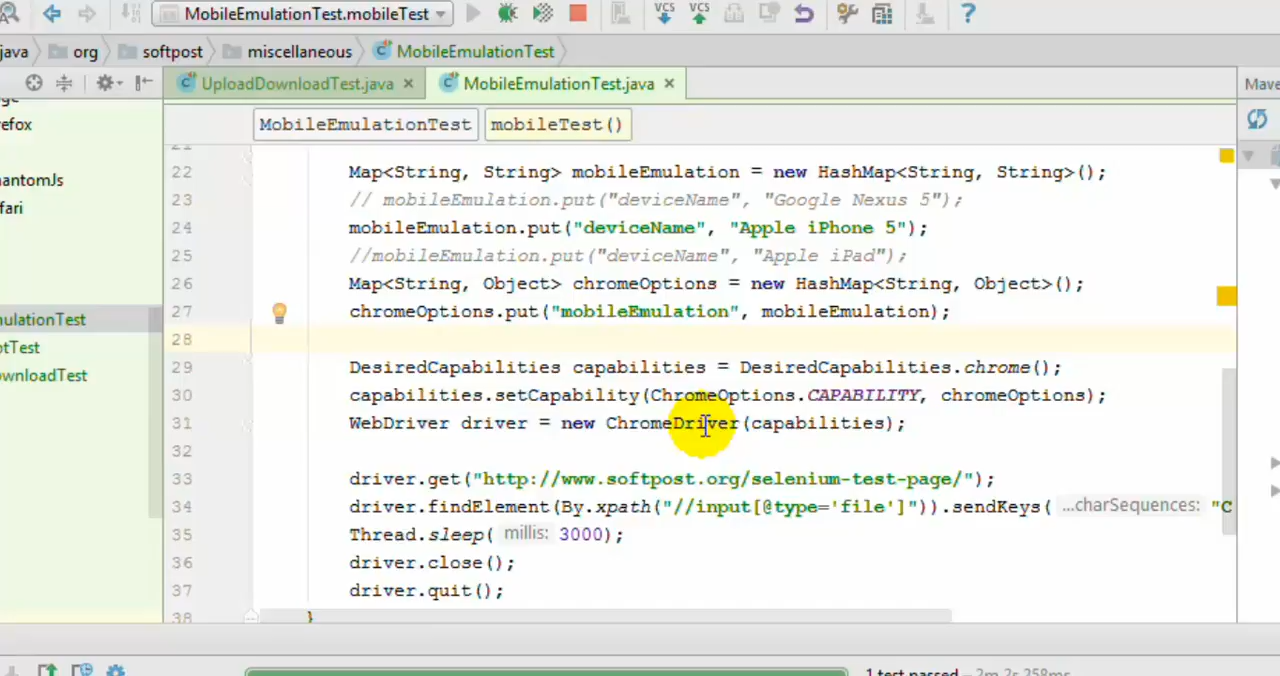 MobileEmulationTest.mobileTest VCS VCS ?
java org softpost miscellaneous MobileEmulationTest
UploadDownloadTest.java × MobileEmulationTest.java × Mave
efox MobileEmulationTest mobileTest()
antomJs
fari
ulationTest
otTest
ownloadTest
22 Map<String, String> mobileEmulation = new HashMap<String, String>();
23 // mobileEmulation.put("deviceName", "Google Nexus 5");
24 mobileEmulation.put("deviceName", "Apple iPhone 5");
25 //mobileEmulation.put("deviceName", "Apple iPad");
26 Map<String, Object> chromeOptions = new HashMap<String, Object>();
27 chromeOptions.put("mobileEmulation", mobileEmulation);
28
29 DesiredCapabilities capabilities = DesiredCapabilities.chrome();
30 capabilities.setCapability(ChromeOptions.CAPABILITY, chromeOptions);
31 WebDriver driver = new ChromeDriver(capabilities);
32
33 driver.get("http://www.softpost.org/selenium-test-page/");
34 driver.findElement(By.xpath("//input[@type='file']")).sendKeys( ...charSequences: "C
35 Thread.sleep( millis: 3000);
36 driver.close();
37 driver.quit();
38 }
1 test passed – 2m 2s 258ms